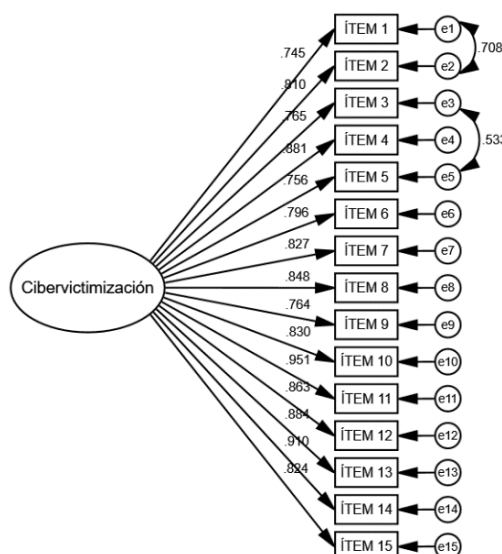 ÍTEM 1
e1
.708
.745
ÍTEM 2
e2
.810
ÍTEM 3
e3
.765
ÍTEM 4
e4
.533
.881
ÍTEM 5
e5
.756
ÍTEM 6
e6
.796
ÍTEM 7
e7
.827
Cibervictimización
ÍTEM 8
e8
.848
ÍTEM 9
e9
.764
ÍTEM 10
e10
.830
ÍTEM 11
e11
.951
ÍTEM 12
e12
.863
ÍTEM 13
e13
.884
ÍTEM 14
e14
.910
ÍTEM 15
e15
.824